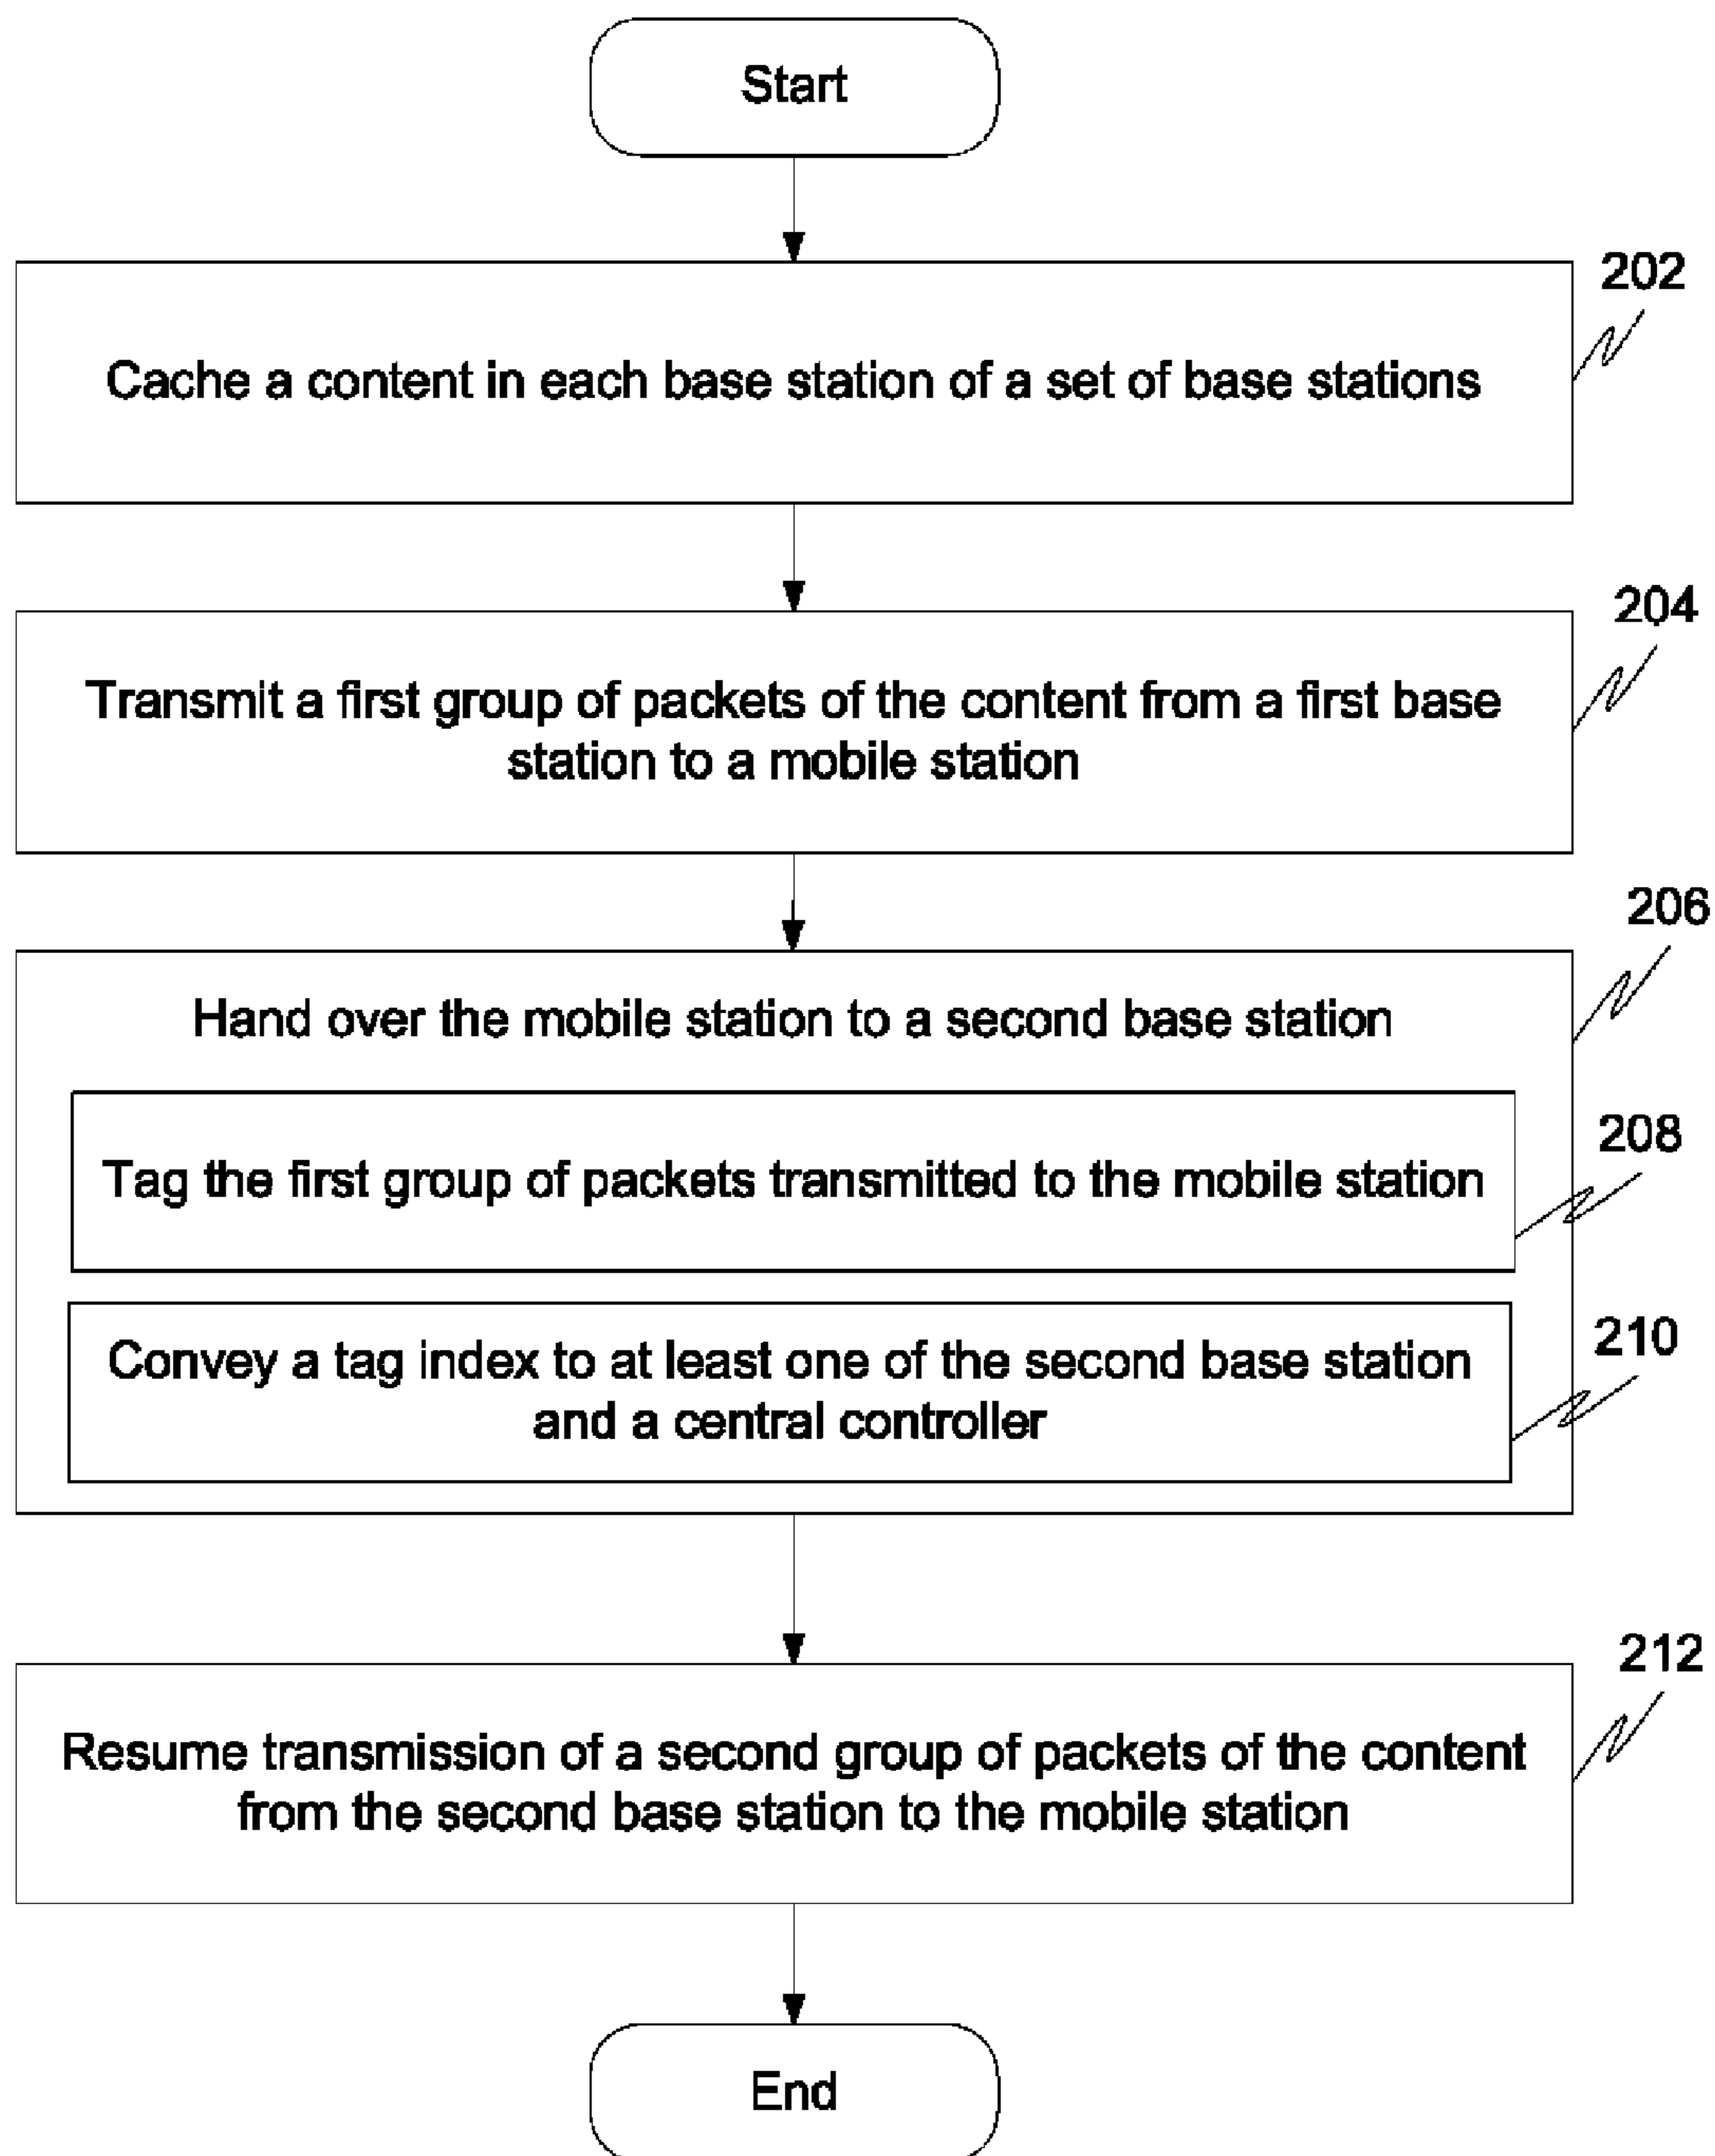 Start
202
Cache a content in each base station of a set of base stations
204
Transmit a first group of packets of the content from a first base
station to a mobile station
206
Hand over the mobile station to a second base station
208
Tag the first group of packets transmitted to the mobile station
210
Convey a tag index to at least one of the second base station
and a central controller
212
Resume transmission of a second group of packets of the content
from the second base station to the mobile station
End